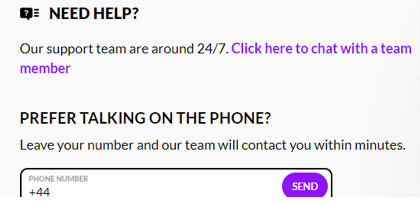 NEED HELP?
Our support team are around 24/7. Click here to chat with a team
member
PREFER TALKING ON THE PHONE?
Leave your number and our team will contact you within minutes.
PHONE NUMBER
+44
SEND